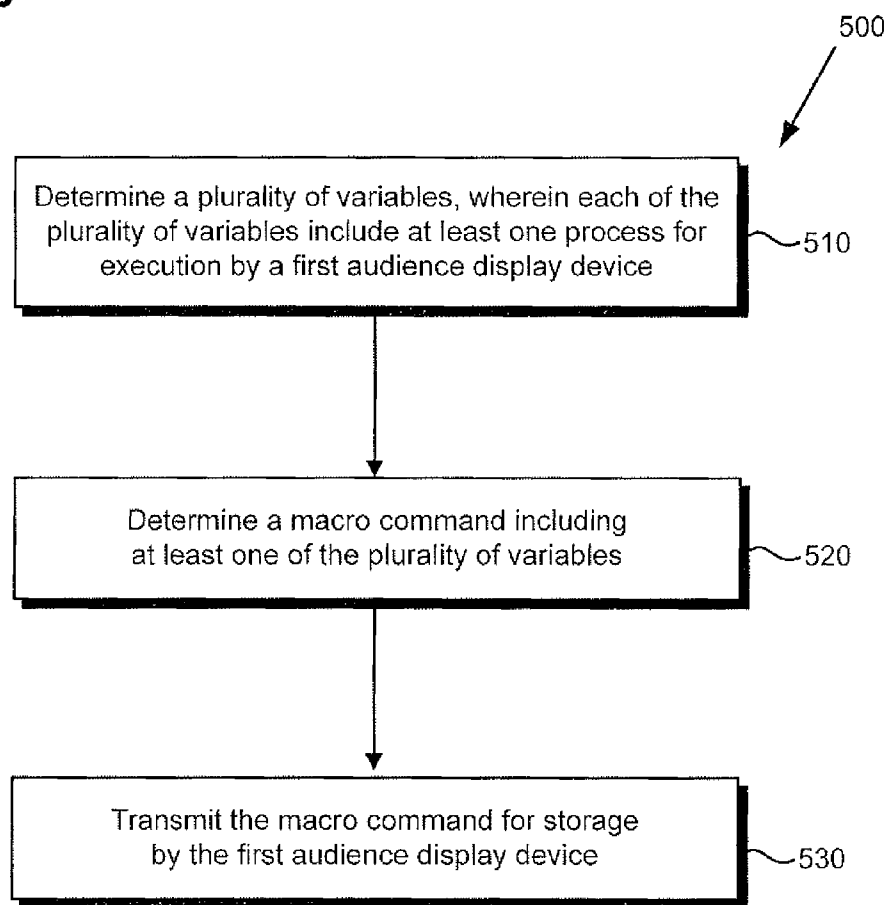 500
Determine a plurality of variables, wherein each of the
plurality of variables include at least one process for
execution by a first audience display device
510
Determine a macro command including
at least one of the plurality of variables
520
Transmit the macro command for storage
by the first audience display device
530